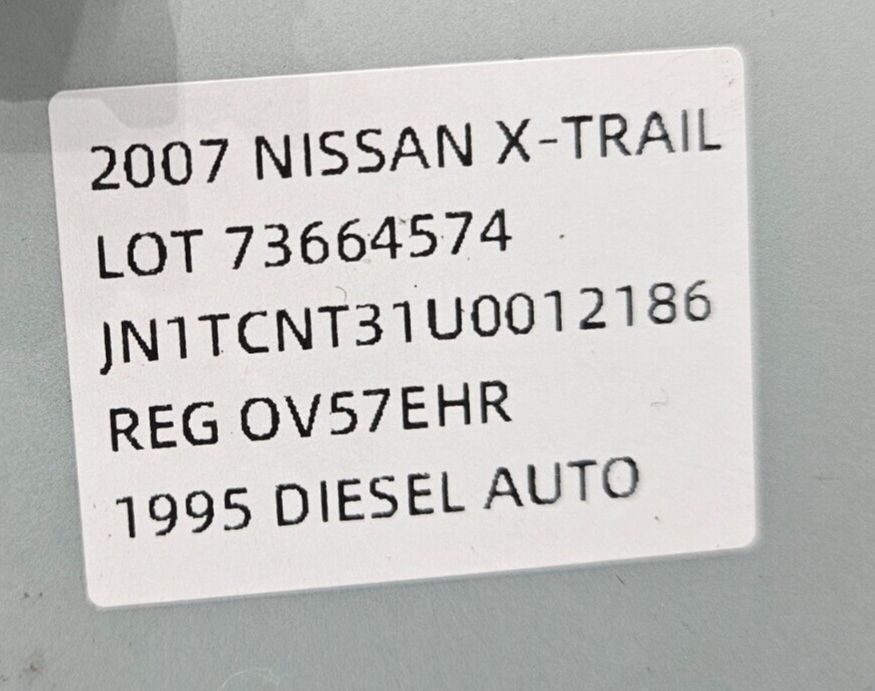 2007 NISSAN X-TRAIL
LOT 73664574
JN1TCNT31U0012186
REG OV57EHR
1995 DIESEL AUTO